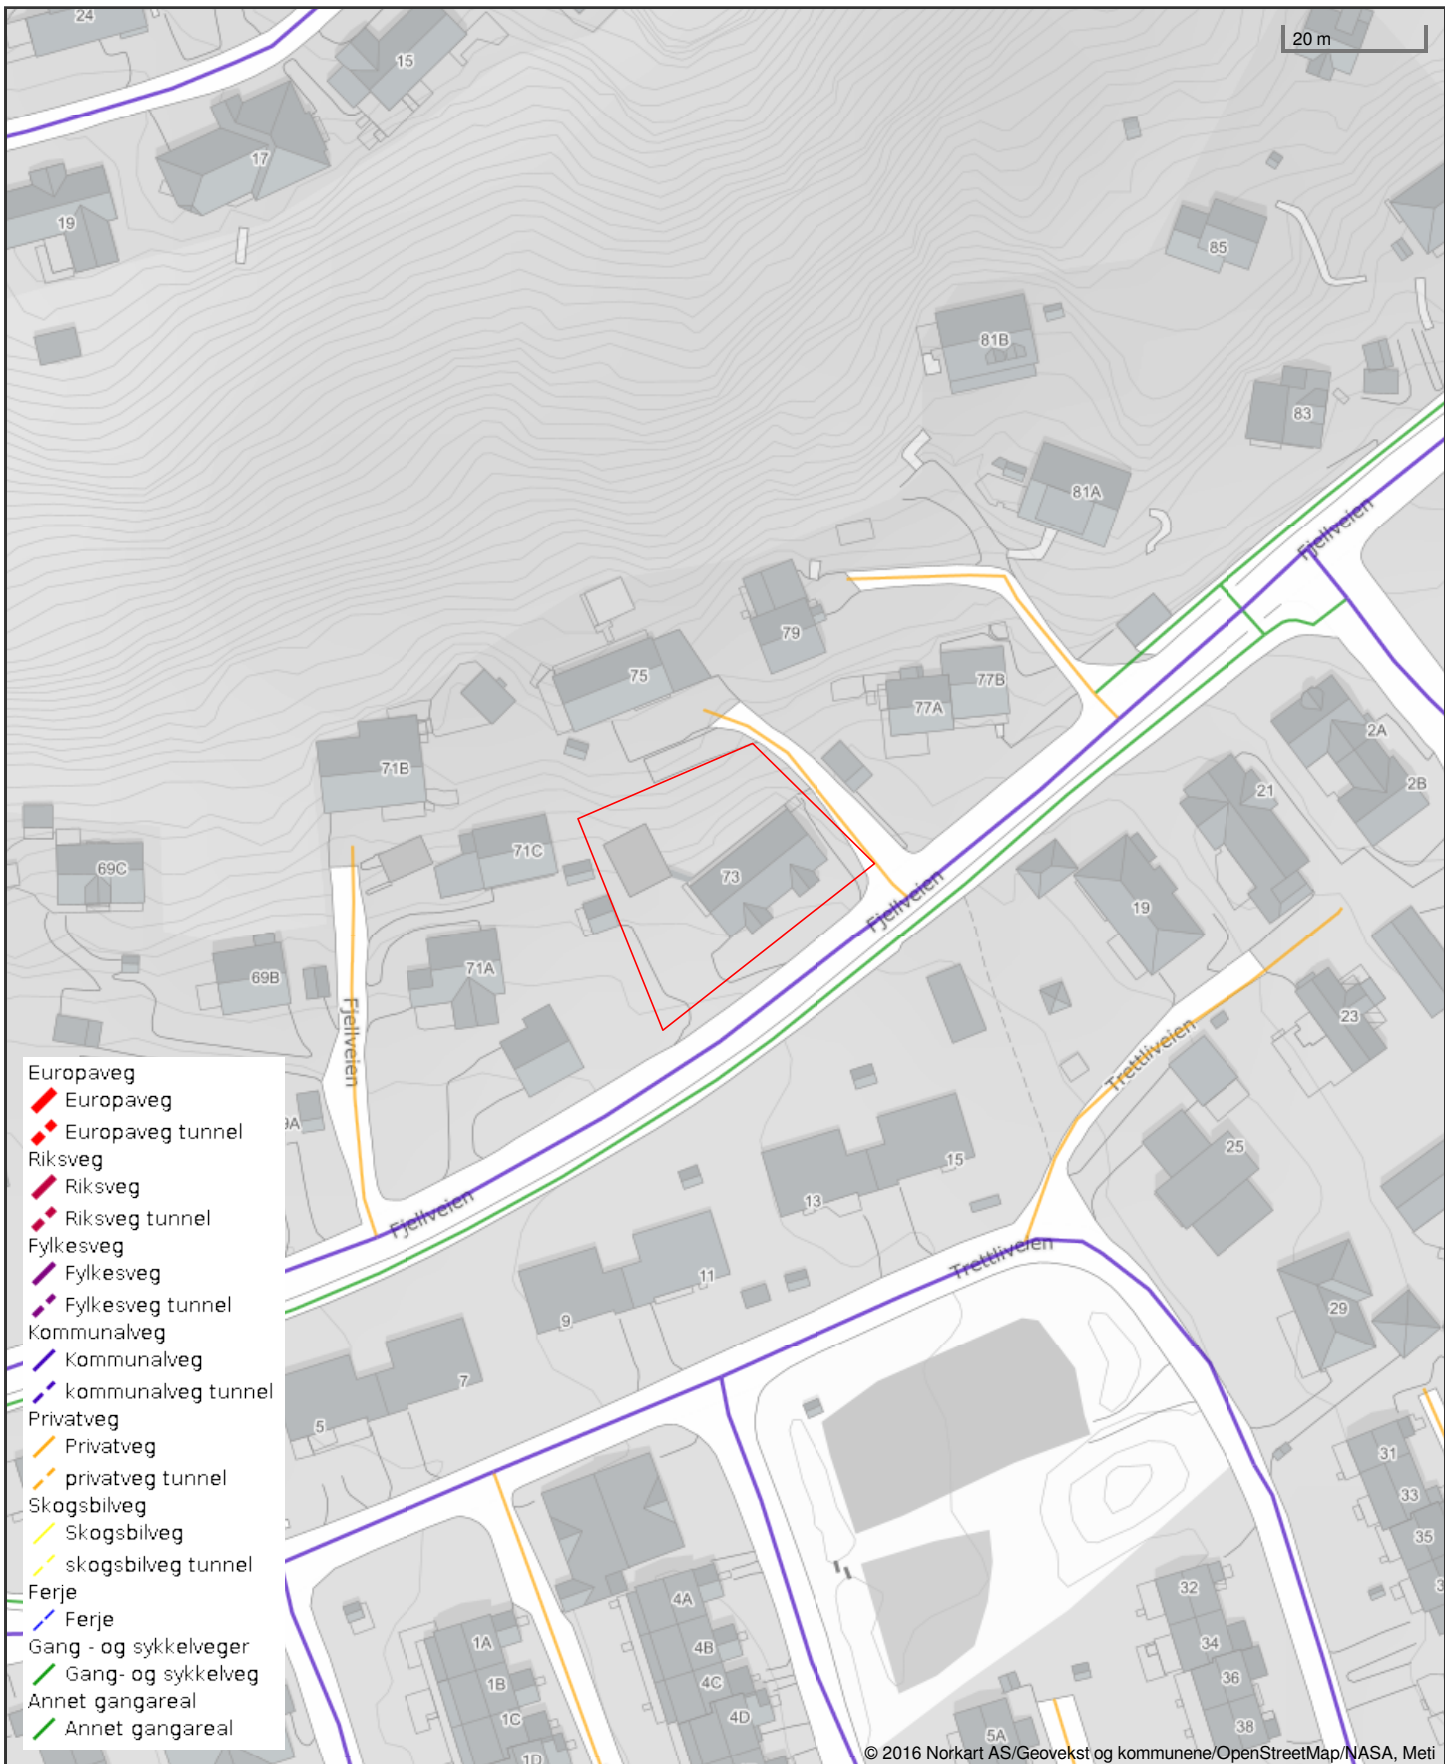 24
15
20 m
17
19
85
81B
83
81A
Fjellveien
79
75
77B
77A
2A
71B
2B
21
71C
69C
73
19
Fjellveien
71A
69B
23
Fjellveien
Trettliveien
9A
25
15
13
Fjellveien
Trettliveien
11
29
9
7
5
31
33
35
32
4A
1A
34
4B
36
1B
4C
1C
4D
38
5A
1D
Europaveg
Europaveg
Europaveg tunnel
Riksveg
Riksveg
Riksveg tunnel
Fylkesveg
Fylkesveg
Fylkesveg tunnel
Kommunalveg
Kommunalveg
kommunalveg tunnel
Privatveg
Privatveg
privatveg tunnel
Skogsbilveg
Skogsbilveg
skogsbilveg tunnel
Ferje
Ferje
Gang - og sykkelveger
Gang- og sykkelveg
Annet gangareal
Annet gangareal
© 2016 Norkart AS/Geovekst og kommunene/OpenStreetMap/NASA, Meti